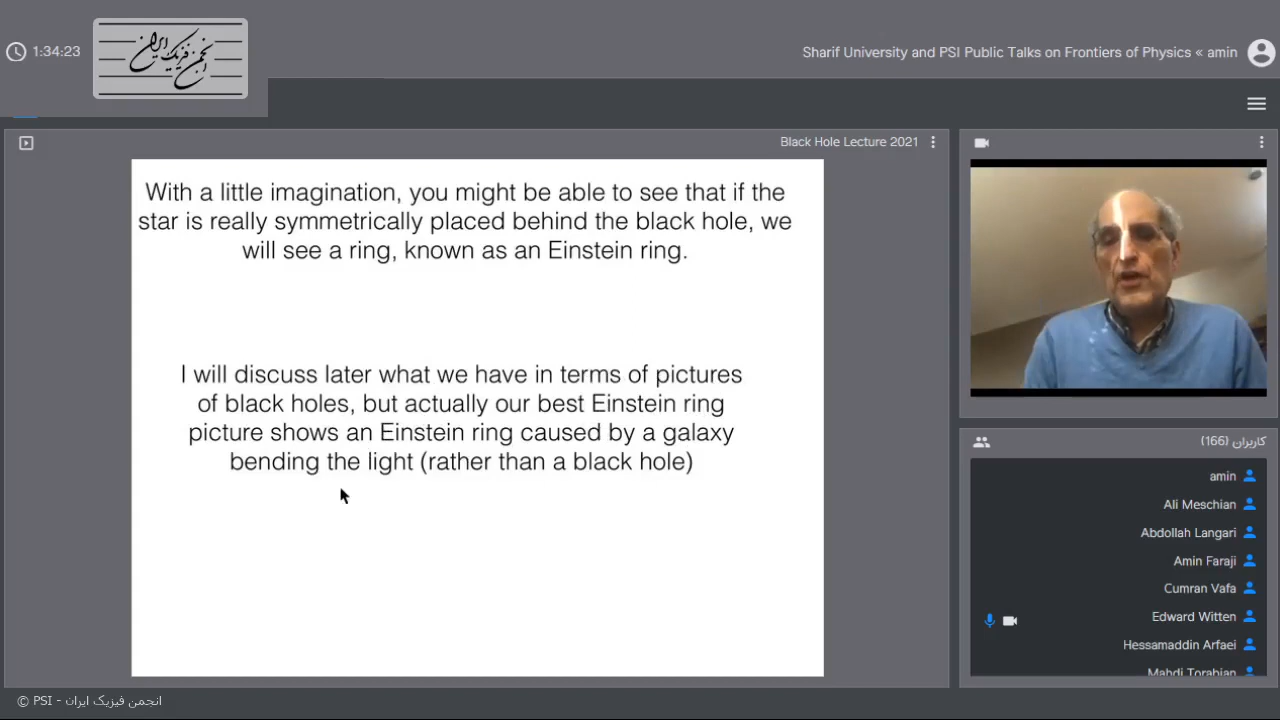 1:34:23
انجمن فیزیک ایران
Sharif University and PSI Public Talks on Frontiers of Physics « amin
Black Hole Lecture 2021
With a little imagination, you might be able to see that if the
star is really symmetrically placed behind the black hole, we
will see a ring, known as an Einstein ring.
I will discuss later what we have in terms of pictures
of black holes, but actually our best Einstein ring
picture shows an Einstein ring caused by a galaxy
bending the light (rather than a black hole)
کاربران (166)
amin
Ali Meschian
Abdollah Langari
Amin Faraji
Cumran Vafa
Edward Witten
Hessamaddin Arfaei
Mahdi Torabian
© PSI - انجمن فیزیک ایران